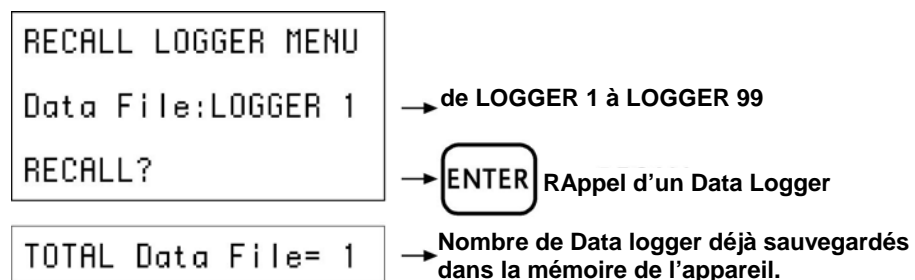 RECALL LOGGER MENU
Data File:LOGGER 1
de LOGGER 1 à LOGGER 99
RECALL?
ENTER
RAppel d’un Data Logger
TOTAL Data File= 1
Nombre de Data logger déjà sauvegardés
dans la mémoire de l’appareil.